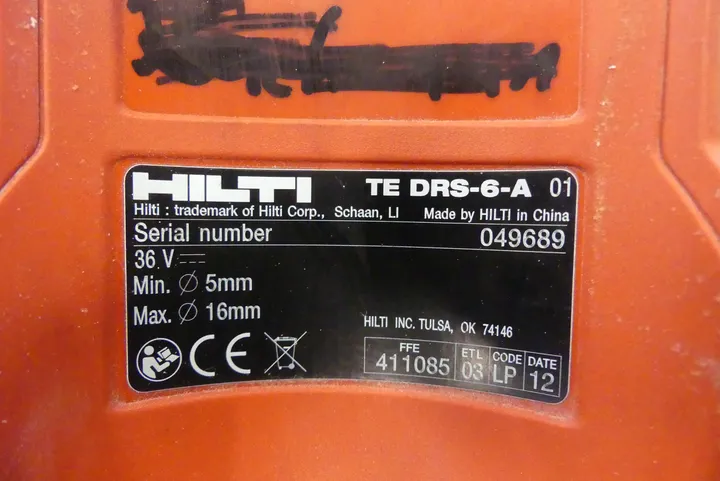 HILTI TE DRS-6-A 01
Hilti : trademark of Hilti Corp., Schaan, LI Made by HILTI in China
Serial number 049689
36 V
Min. Ø 5mm
Max. Ø 16mm
HILTI INC. TULSA, OK 74146
FFE ETL CODE DATE
411085 03 LP 12
CE